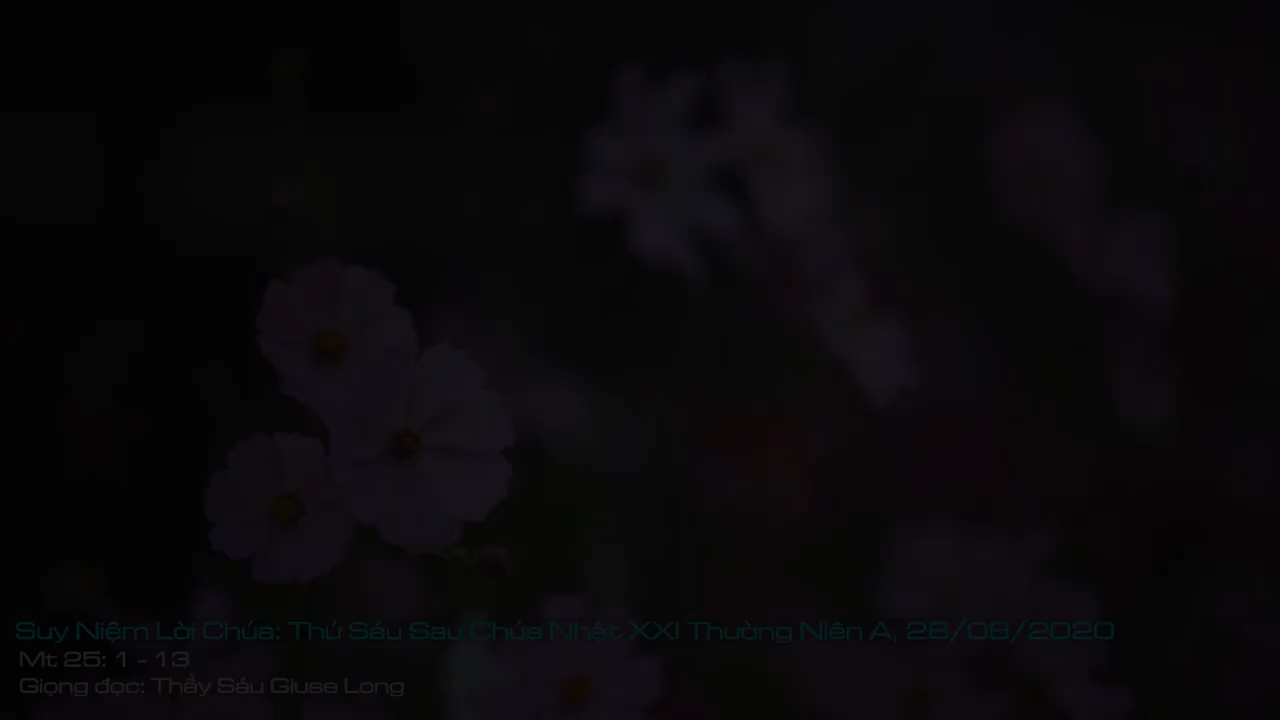 Suy Niệm Lời Chúa: Thứ Sáu Sau Chúa Nhật XXI Thường Niên A, 28/08/2020
Mt 25: 1 - 13
Giọng đọc: Thầy Sáu Giuse Long